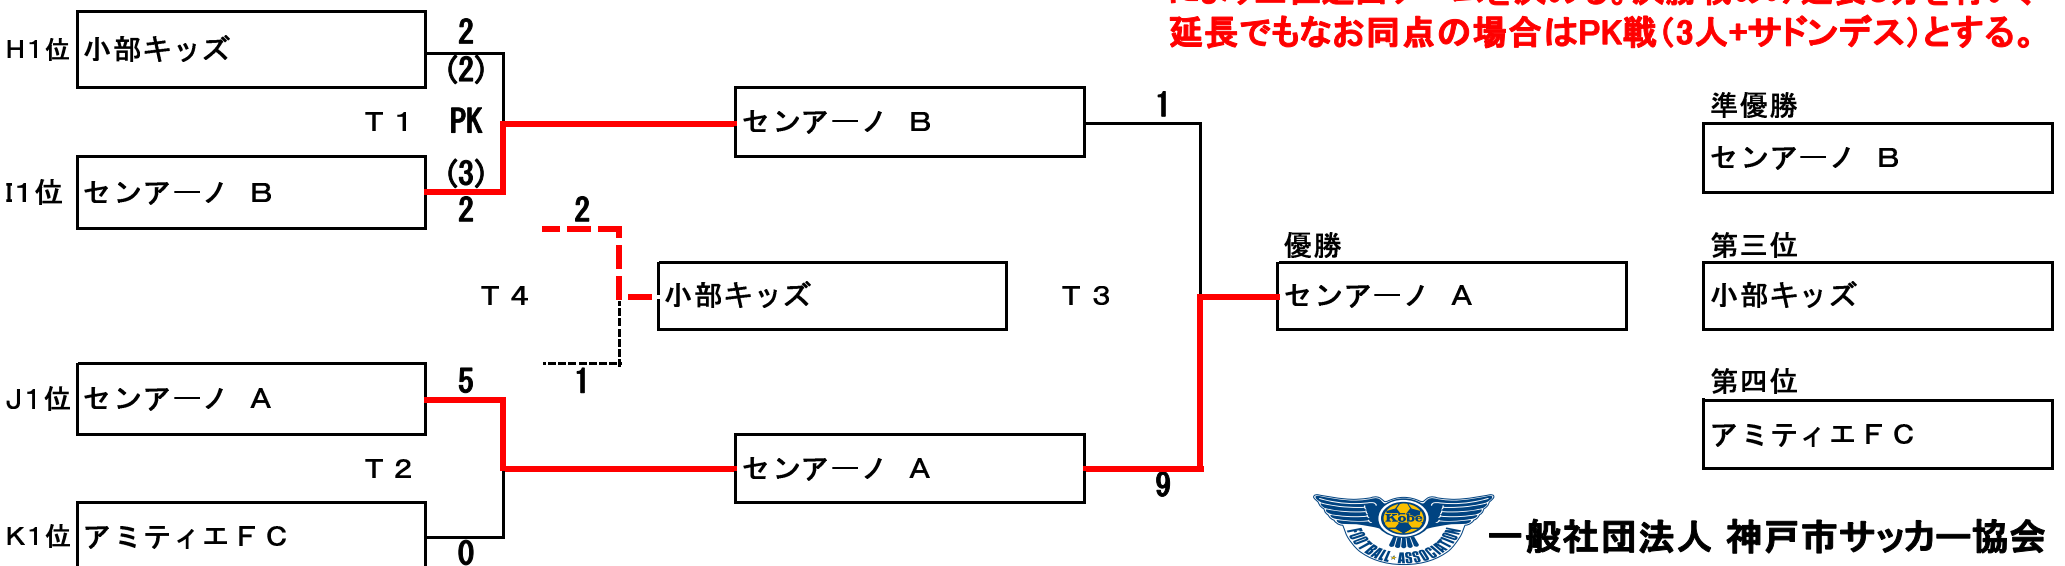 延長でもなお同点の場合はPK戦（3人+サドンデス）とする。
H1位 小部キッズ 2
(2)
T 1 PK
(3)
I1位 センアーノ B 2
センアーノ B 1
準優勝
センアーノ B
2
T 4 小部キッズ T 3
1
優勝
センアーノ A
第三位
小部キッズ
J1位 センアーノ A 5
T 2
センアーノ A 9
第四位
アミティエFC
K1位 アミティエFC 0
Kobe
FOOTBALL ASSOCIATION
一般社団法人 神戸市サッカー協会